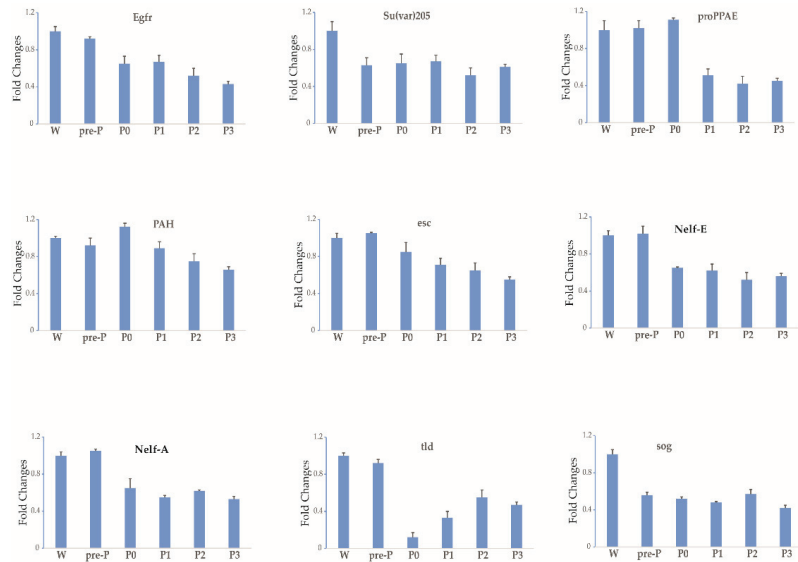 Egfr
Fold Changes
1.2
0.8
0.4
0
W pre-P P0 P1 P2 P3
Su(var)205
Fold Changes
1.2
0.8
0.4
0
W pre-P P0 P1 P2 P3
proPPAE
Fold Changes
1.2
0.8
0.4
0
W pre-P P0 P1 P2 P3
PAH
Fold Changes
1.2
0.8
0.4
0
W pre-P P0 P1 P2 P3
esc
Fold Changes
1.2
0.8
0.4
0
W pre-P P0 P1 P2 P3
Nelf-E
Fold Changes
1.2
0.8
0.4
0
W pre-P P0 P1 P2 P3
Nelf-A
Fold Changes
1.2
0.8
0.4
0
W pre-P P0 P1 P2 P3
tld
Fold Changes
1.2
0.8
0.4
0
W pre-P P0 P1 P2 P3
sog
Fold Changes
1.2
0.8
0.4
0
W pre-P P0 P1 P2 P3